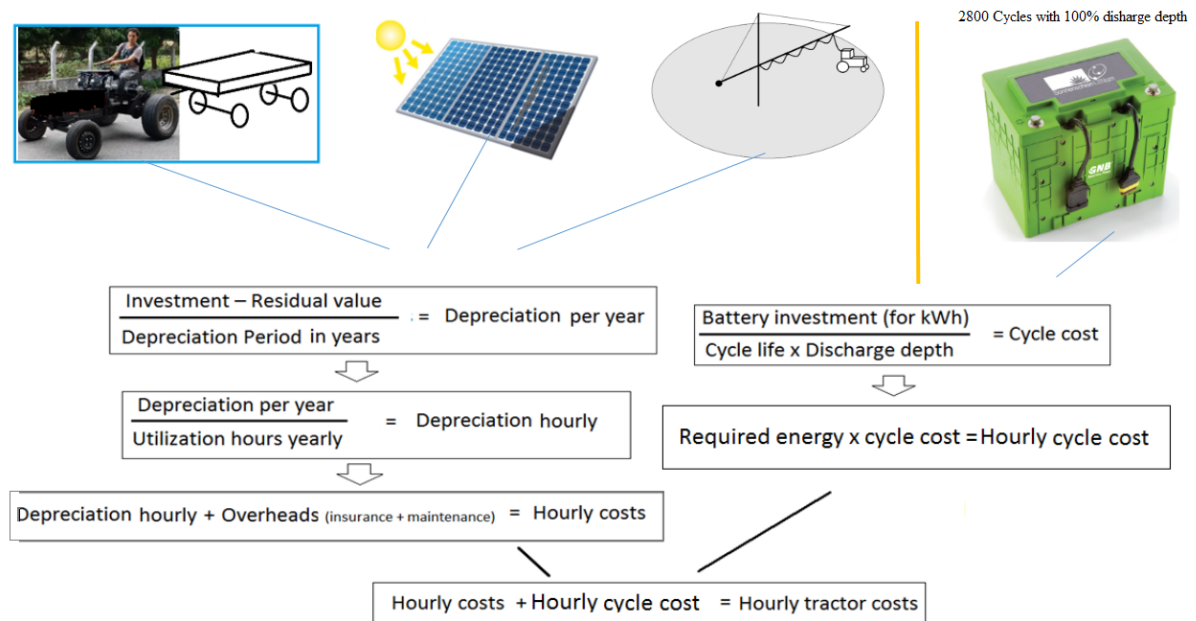 2800 Cycles with 100% disharge depth
GNB
Investment – Residual value
Depreciation Period in years
= Depreciation per year
Depreciation per year
Utilization hours yearly
= Depreciation hourly
Depreciation hourly + Overheads (insurance + maintenance) = Hourly costs
Battery investment (for kWh)
Cycle life x Discharge depth
= Cycle cost
Required energy x cycle cost = Hourly cycle cost
Hourly costs + Hourly cycle cost = Hourly tractor costs